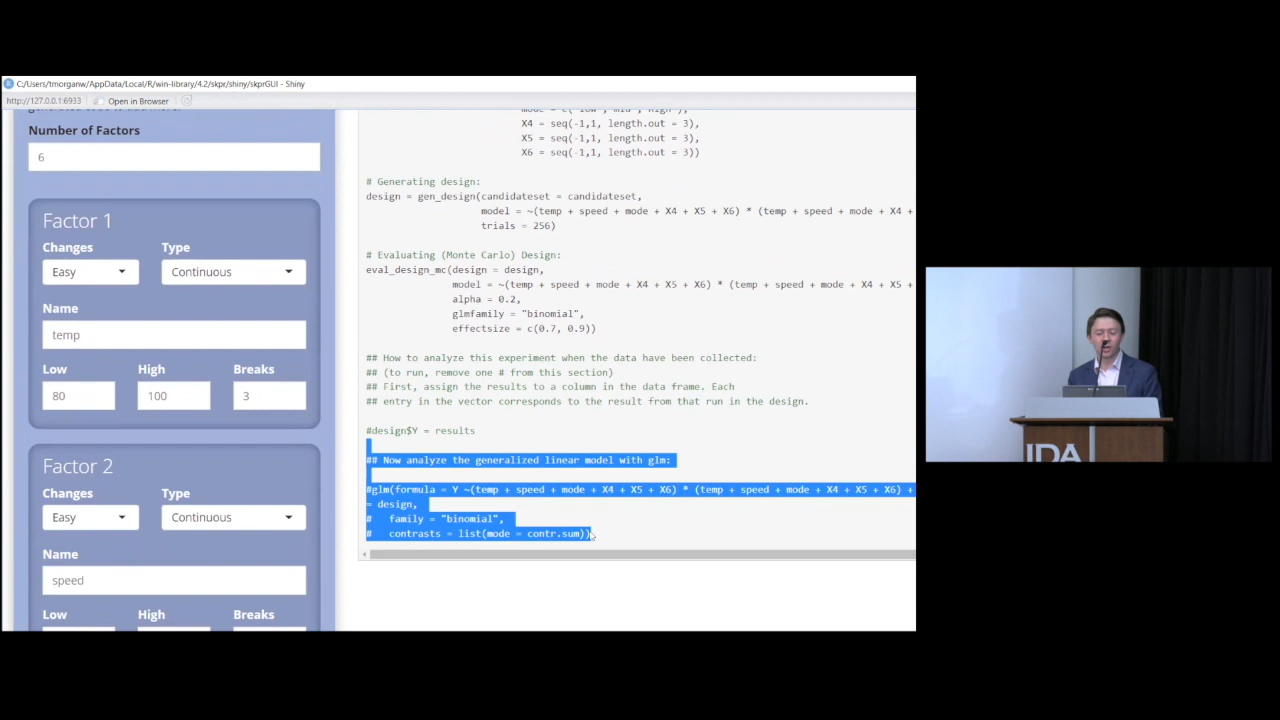 C:/Users/tmorganw/AppData/Local/R/win-library/4.2/skpr/shiny/skprGUI - Shiny
http://127.0.0.1:6933
Open in Browser
Number of Factors
6
Factor 1
Changes
Type
Easy
Continuous
Name
temp
Low
High
Breaks
80
100
3
Factor 2
Changes
Type
Easy
Continuous
Name
speed
Low
High
Breaks
X4 = seq(-1,1, length.out = 3),
X5 = seq(-1,1, length.out = 3),
X6 = seq(-1,1, length.out = 3))
# Generating design:
design = gen_design(candidateset = candidateset,
model = ~(temp + speed + mode + X4 + X5 + X6) * (temp + speed + mode + X4 +
trials = 256)
# Evaluating (Monte Carlo) Design:
eval_design_mc(design = design,
model = ~(temp + speed + mode + X4 + X5 + X6) * (temp + speed + mode + X4 + X5 +
alpha = 0.2,
glmfamily = "binomial",
effectsize = c(0.7, 0.9))
## How to analyze this experiment when the data have been collected:
## (to run, remove one # from this section)
## First, assign the results to a column in the data frame. Each
## entry in the vector corresponds to the result from that run in the design.
#design$Y = results
## Now analyze the generalized linear model with glm:
#glm(formula = Y ~(temp + speed + mode + X4 + X5 + X6) * (temp + speed + mode + X4 + X5 + X6) +
= design,
# family = "binomial",
# contrasts = list(mode = contr.sum))
IDA